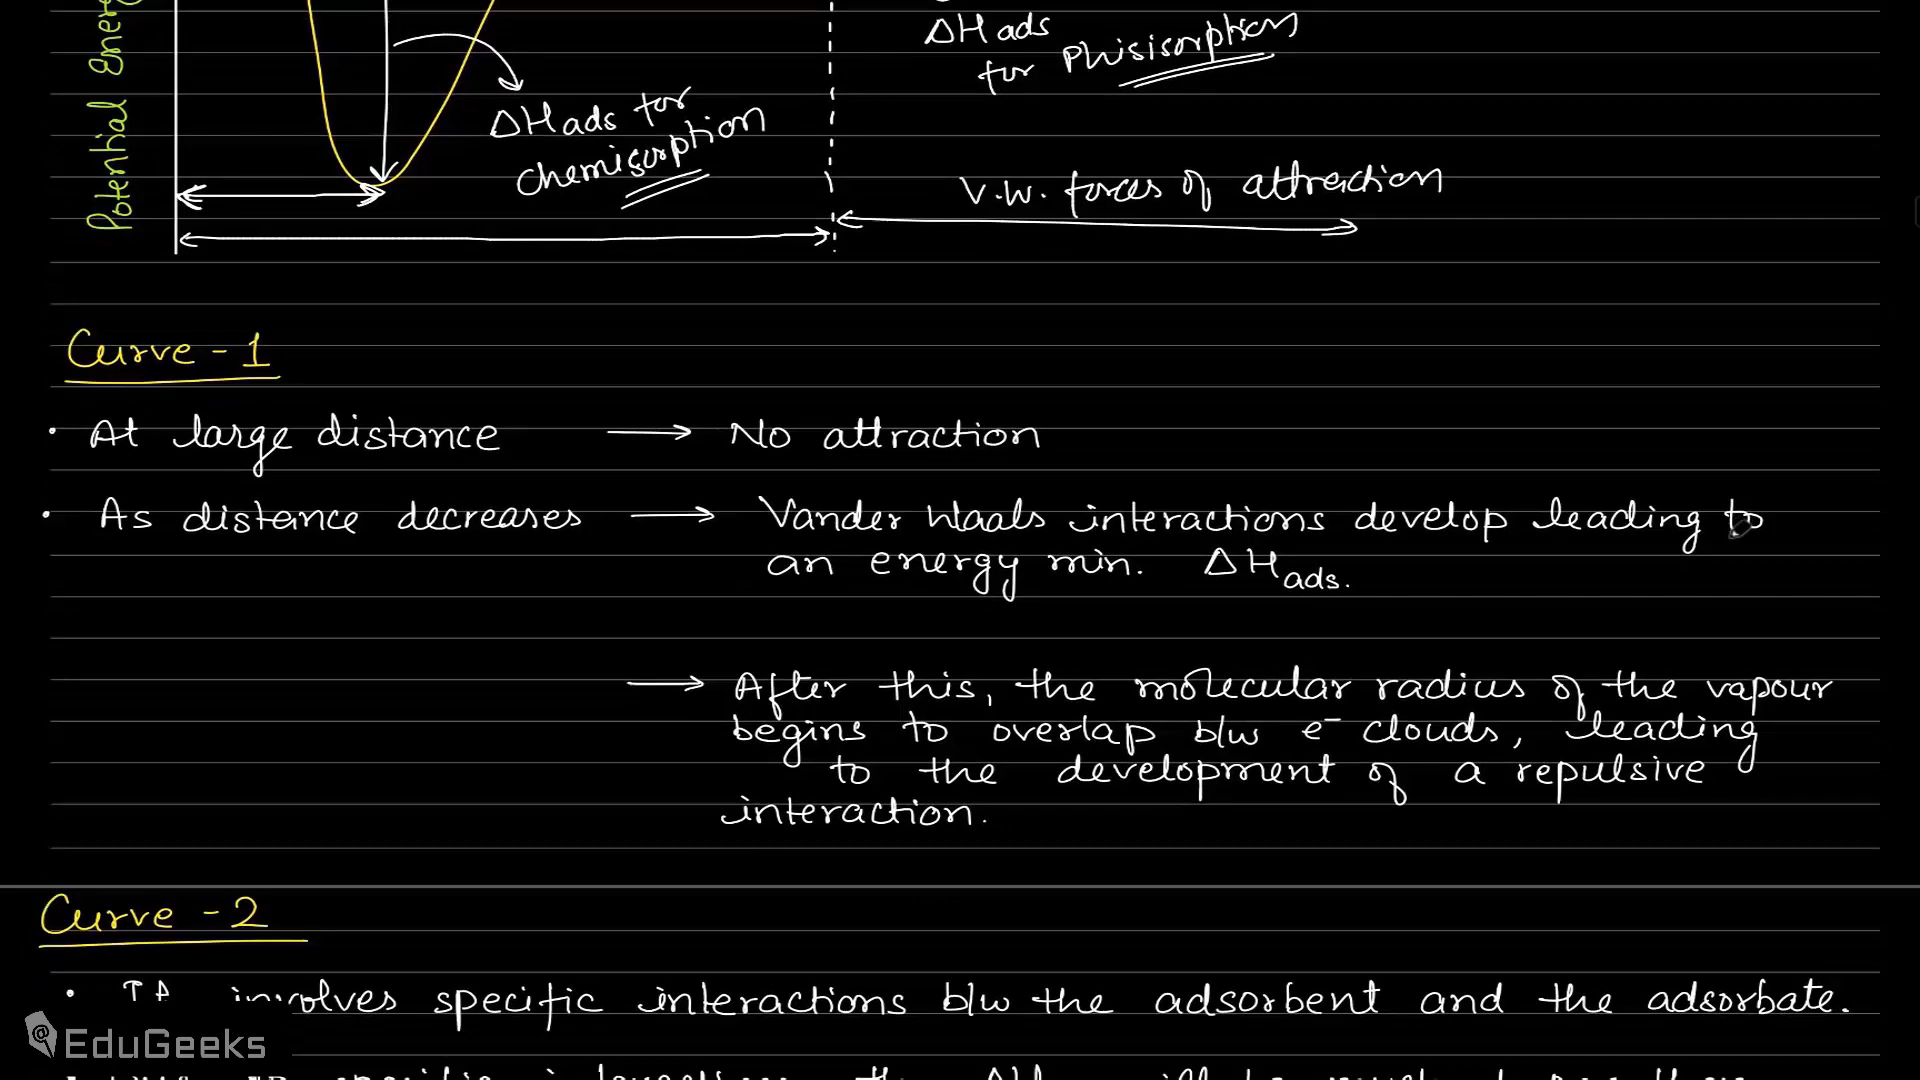 Potential Energ
ΔHads for
chemisorption
ΔHads
for Phisisorption
V.W. forces of attraction
Curve - 1
• At large distance → No attraction
• As distance decreases → Vander Waals interactions develop leading to
an energy min. ΔHads.
→ After this, the molecular radius of the vapour
begins to overlap b/w e⁻ clouds, leading
to the development of a repulsive
interaction.
Curve - 2
• involves specific interactions b/w the adsorbent and the adsorbate.
EduGeeks